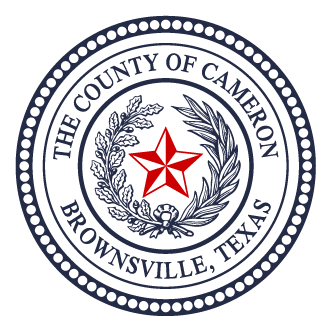 THE COUNTY OF CAMERON
BROWNSVILLE, TEXAS